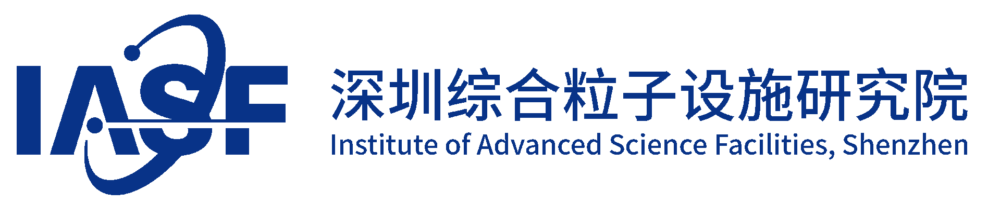 IASF
深圳综合粒子设施研究院
Institute of Advanced Science Facilities, Shenzhen